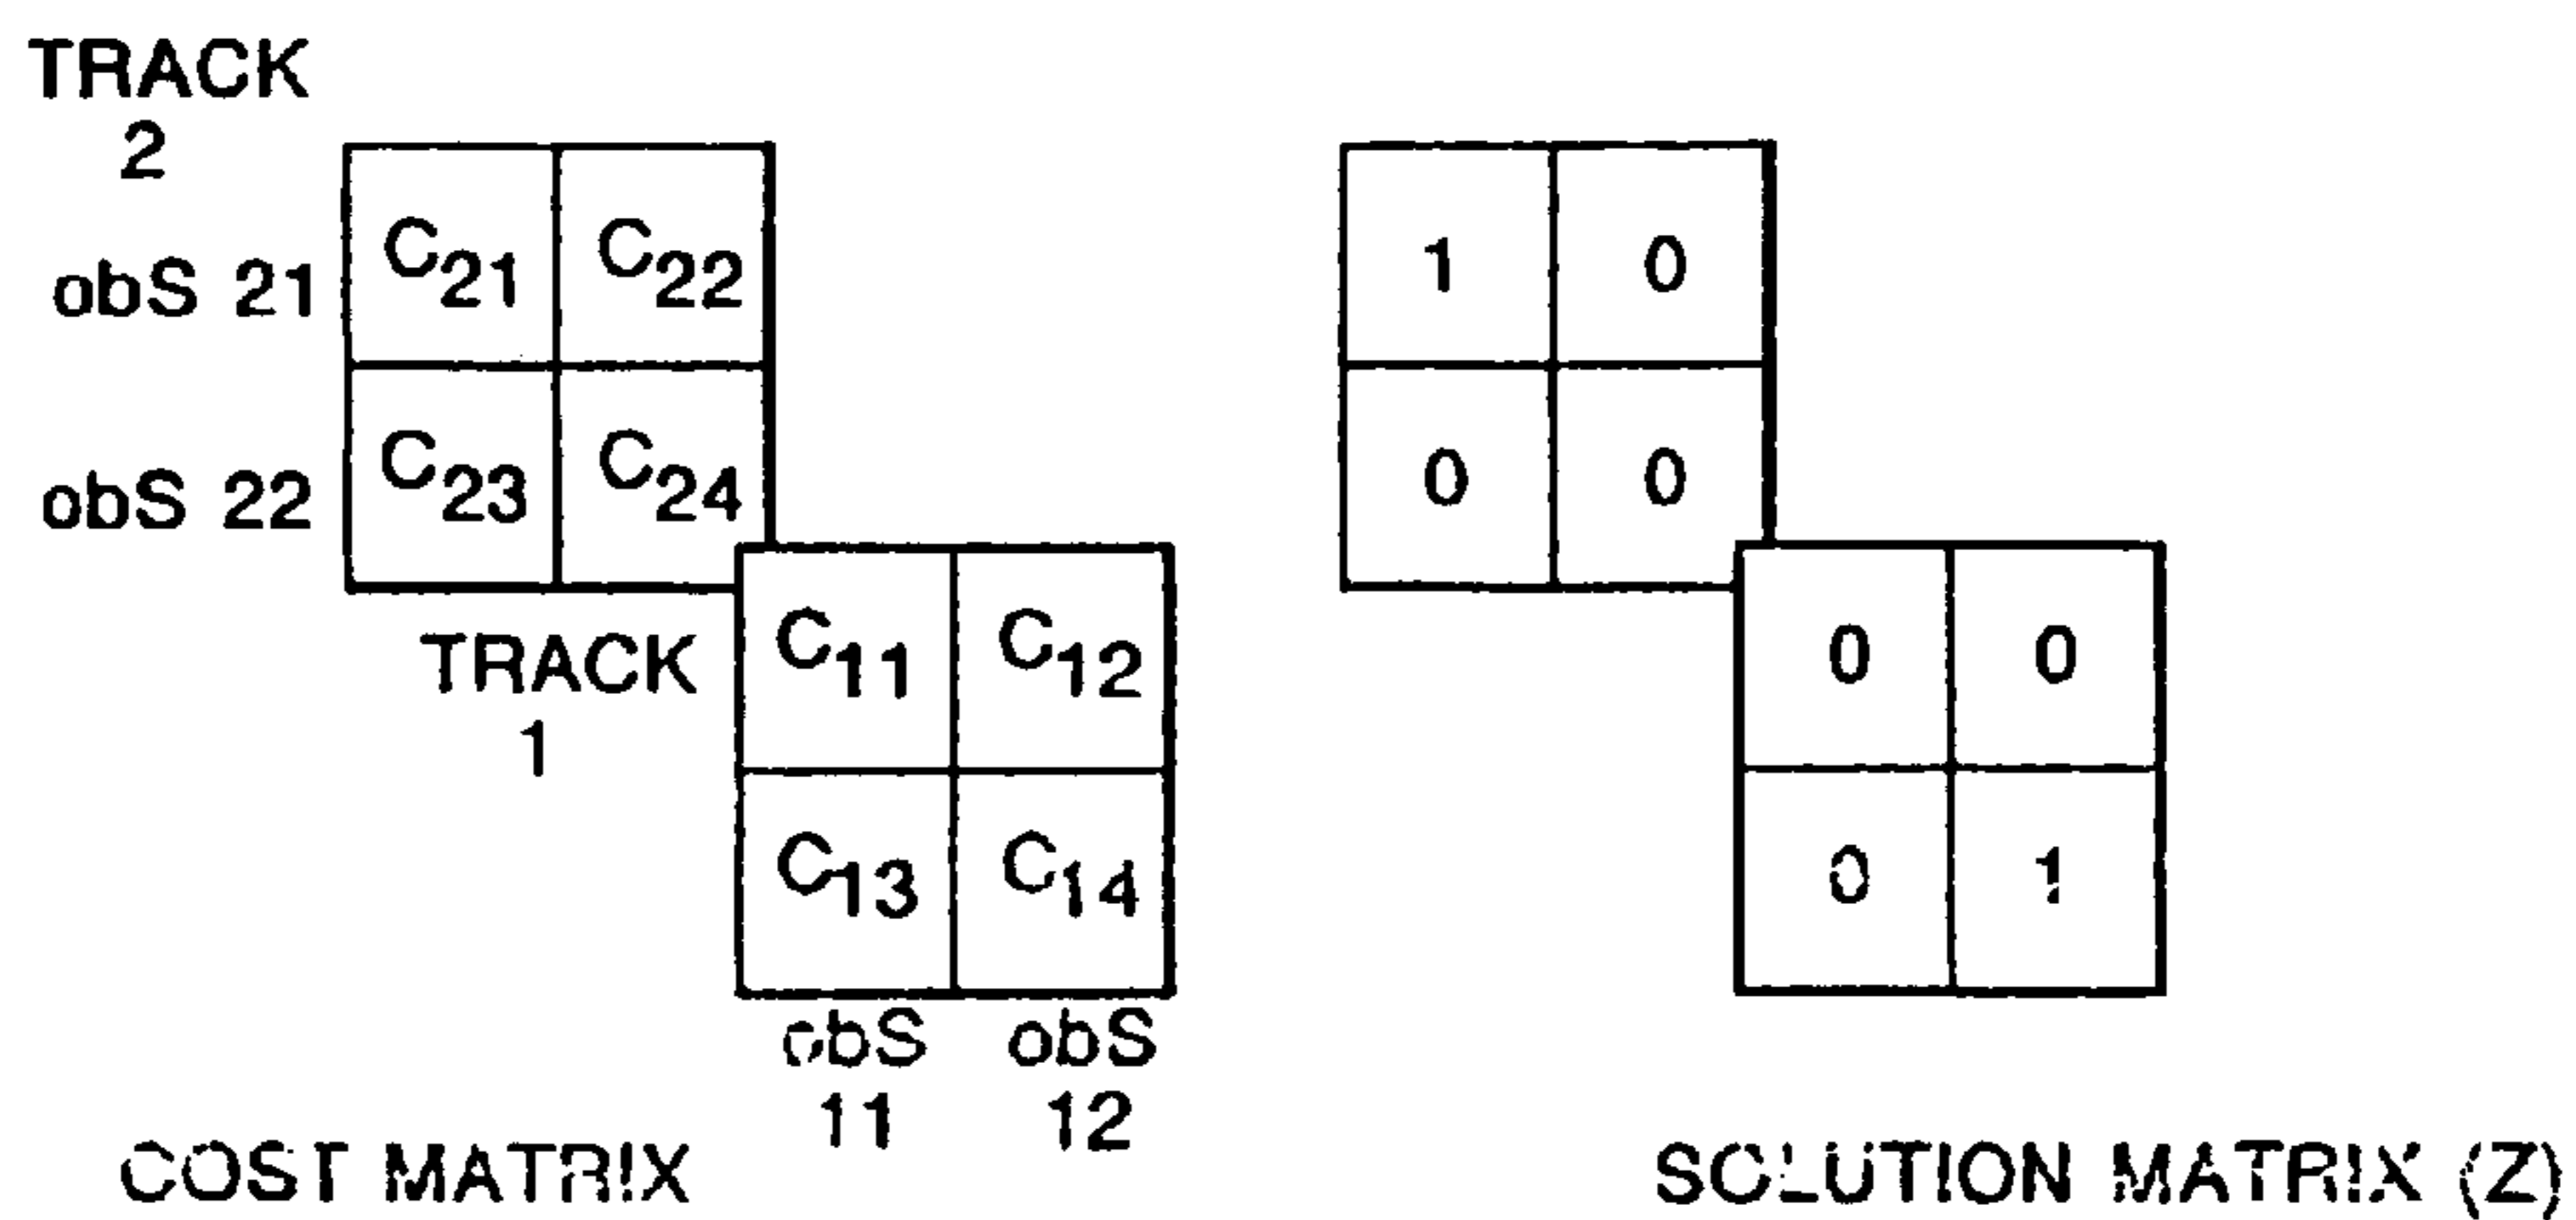 TRACK
2
obS 21
C21 C22
obS 22
C23 C24
TRACK
1
C11 C12
C13 C14
obS
11
obS
12
COST MATRIX
1 0
0 0
0 0
0 1
SOLUTION MATRIX (Z)